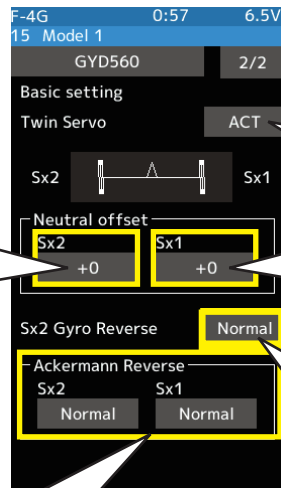 F-4G 0:57 6.5V
15 Model 1
GYD560 2/2
Basic setting
Twin Servo ACT
Sx2 Sx1
Neutral offset
Sx2 Sx1
+0 +0
Sx2 Gyro Reverse Normal
Ackermann Reverse
Sx2 Sx1
Normal Normal